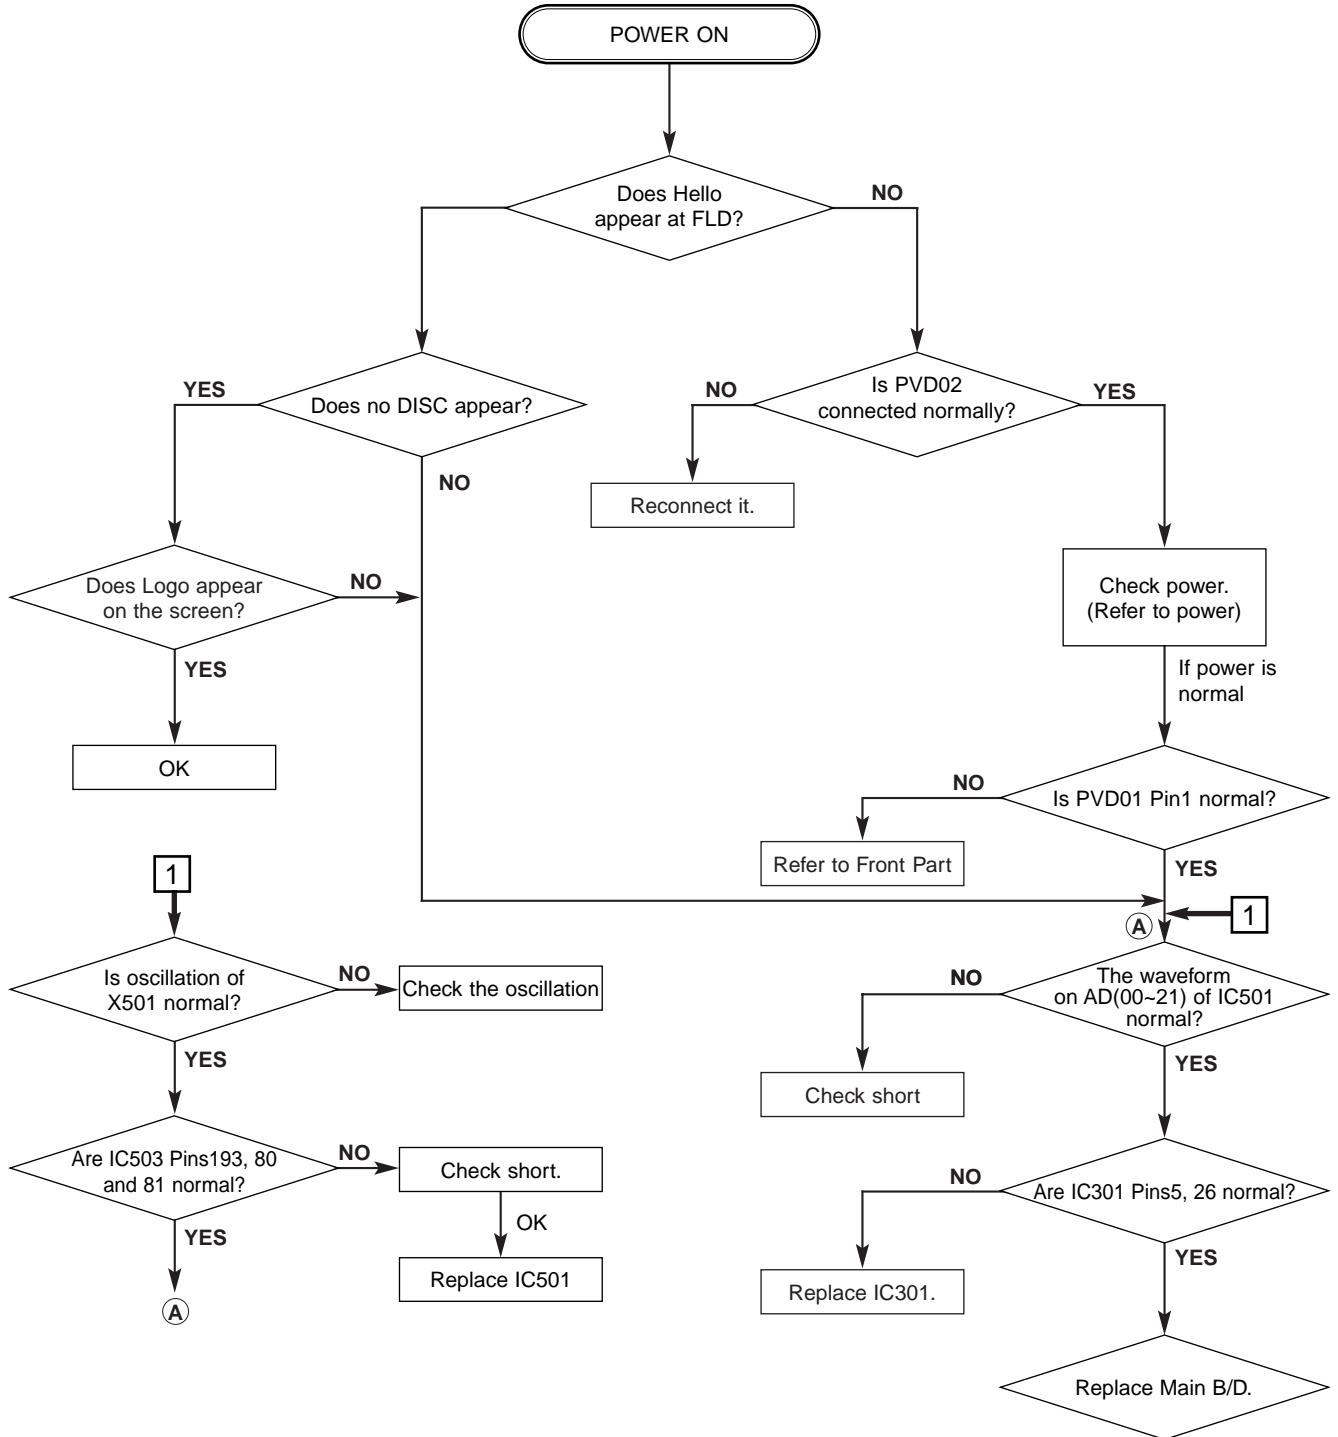 POWER ON
Does Hello
appear at FLD?
NO
YES
Does no DISC appear?
NO
NO
Is PVD02
connected normally?
YES
Reconnect it.
Does Logo appear
on the screen?
NO
YES
OK
Check power.
(Refer to power)
If power is
normal
NO
Is PVD01 Pin1 normal?
Refer to Front Part
YES
1
A
1
Is oscillation of
X501 normal?
NO
Check the oscillation
YES
NO
The waveform
on AD(00~21) of IC501
normal?
Check short
YES
Are IC503 Pins193, 80
and 81 normal?
NO
Check short.
OK
Replace IC501
YES
A
NO
Are IC301 Pins5, 26 normal?
Replace IC301.
YES
Replace Main B/D.